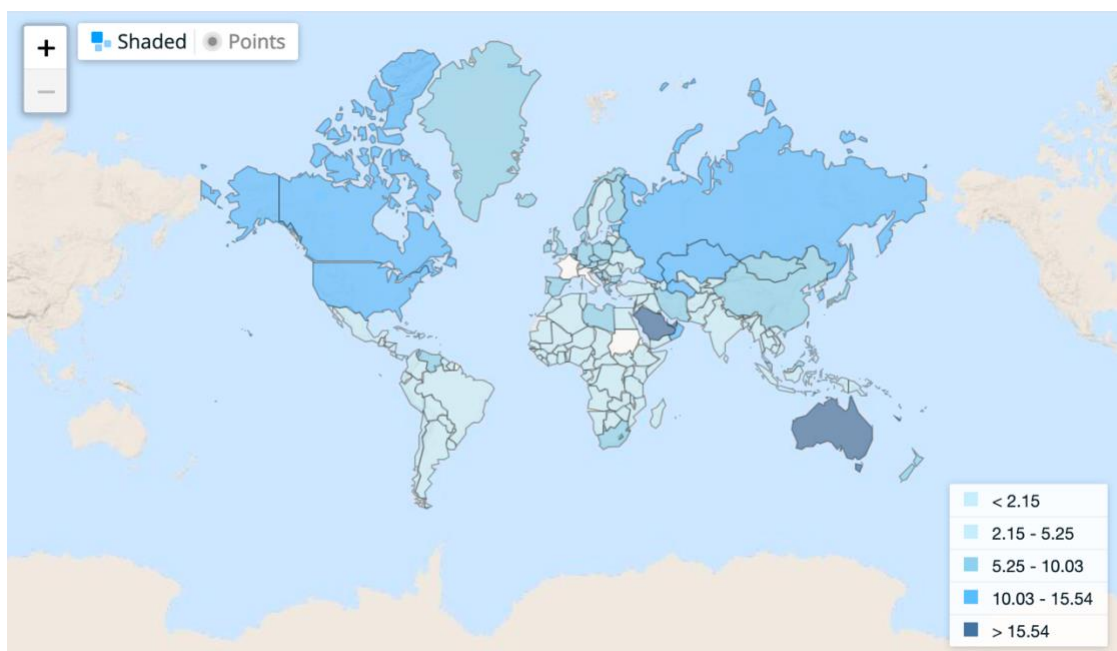 +
−
Shaded
Points
< 2.15
2.15 - 5.25
5.25 - 10.03
10.03 - 15.54
> 15.54